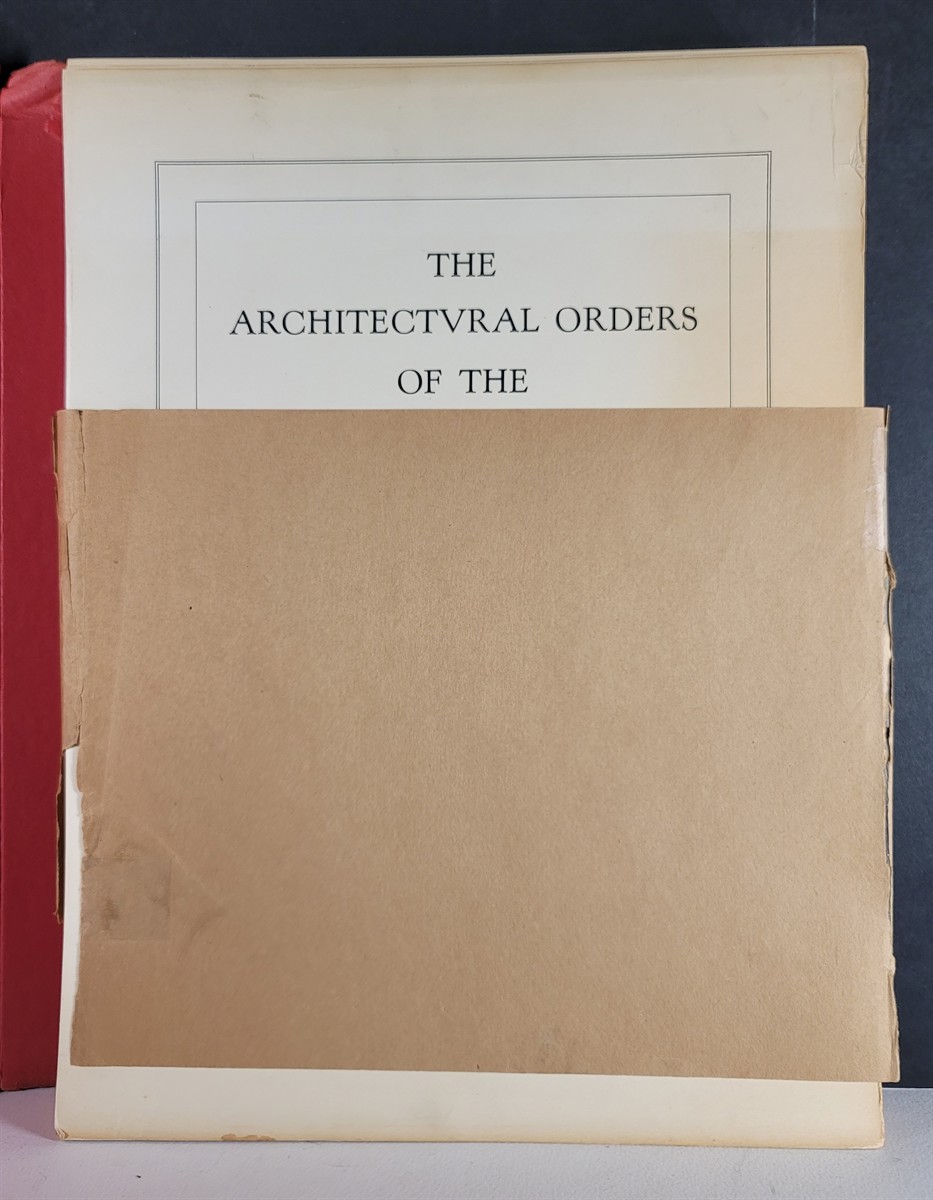 THE
ARCHITECTVRAL ORDERS
OF THE